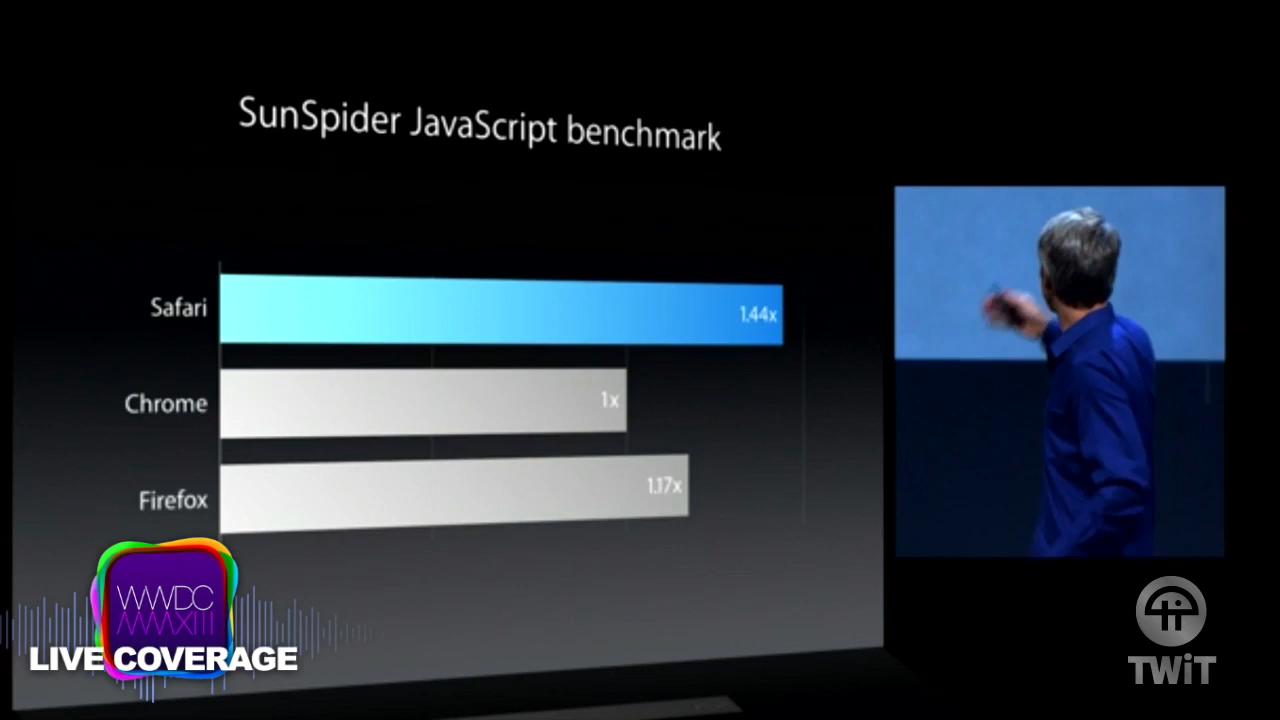 SunSpider JavaScript benchmark
Safari 1.44x
Chrome 1x
Firefox 1.17x
WWDC
MMXIII
LIVE COVERAGE
TWiT